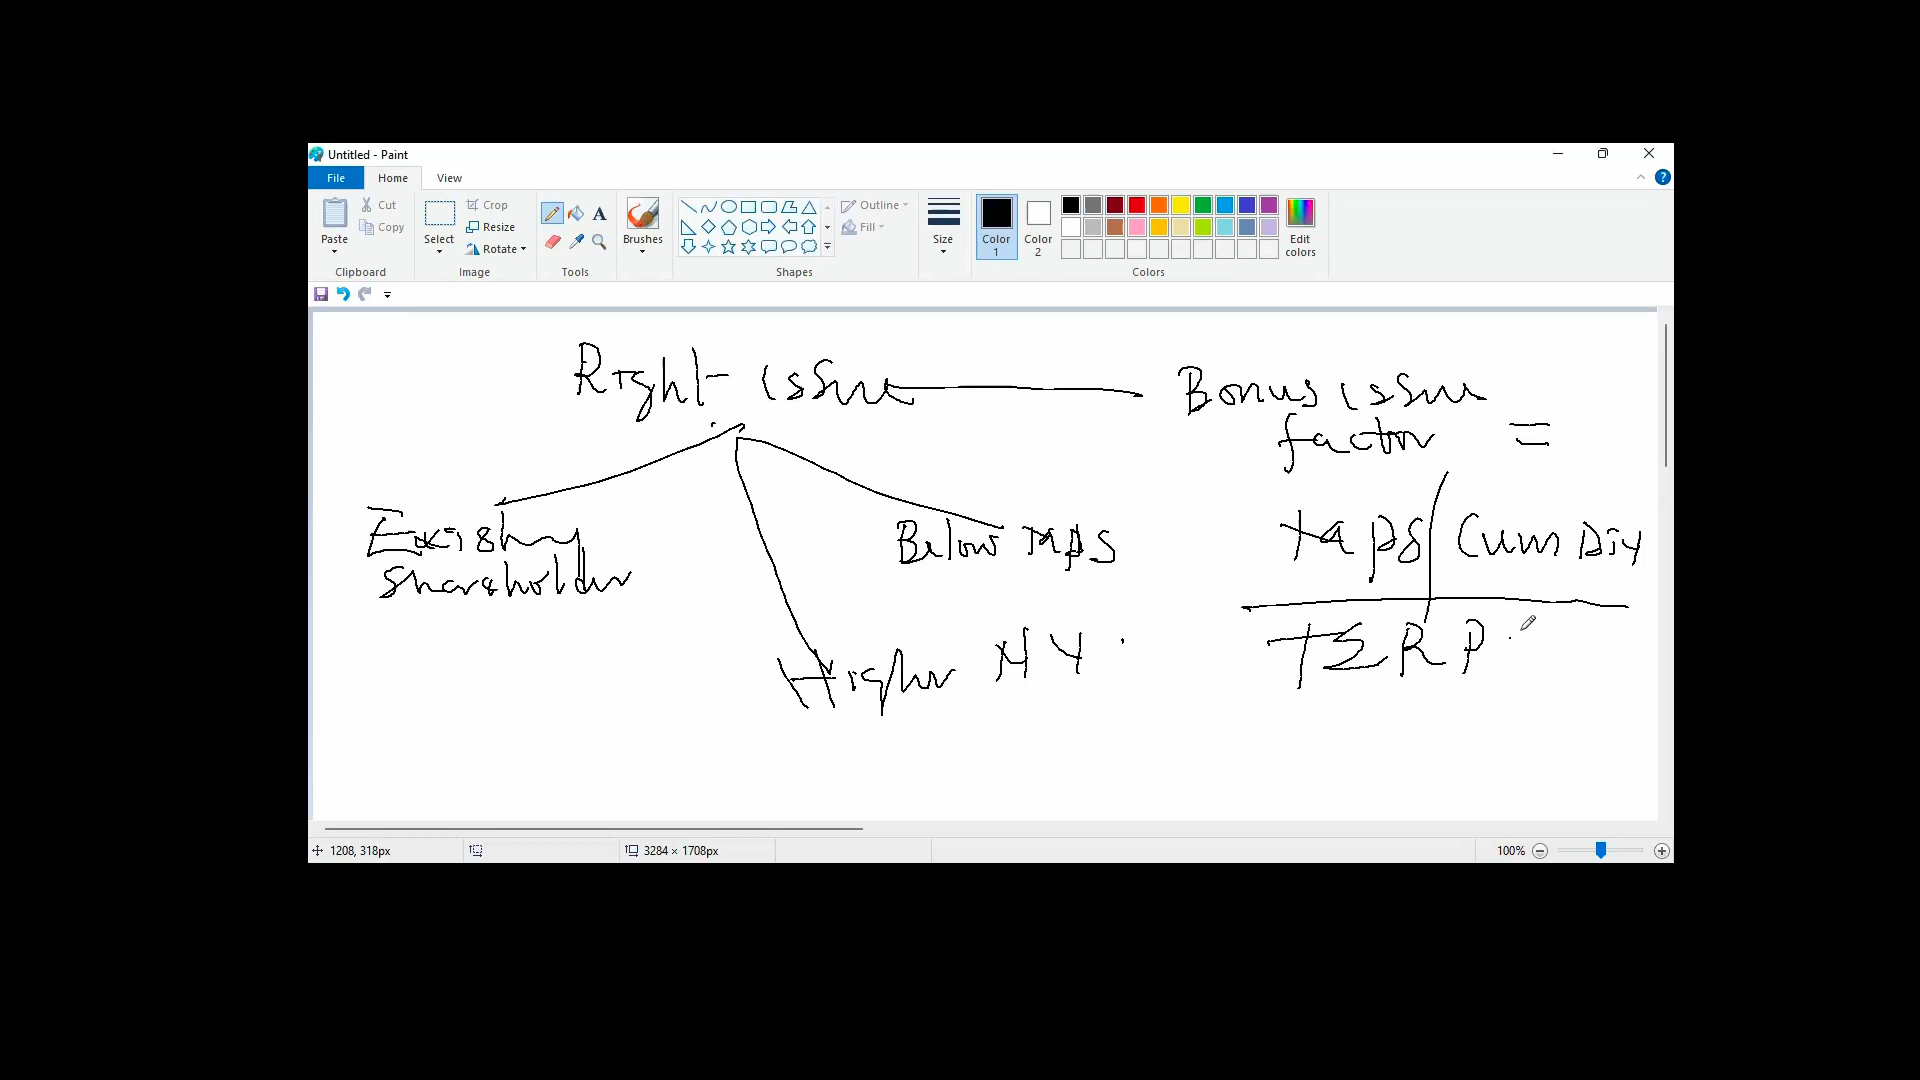 Untitled - Paint
File Home View
Paste
Cut
Copy
Clipboard
Select
Crop
Resize
Rotate
Image
Tools
Brushes
Shapes
Outline
Fill
Size
Color 1
Color 2
Edit colors
Colors
Right issue Bonus issue
factor =
Existing
shareholder
Below MPS
MPS / Cum Div
Higher
TERP
1208, 318px 3284 × 1708px 100%